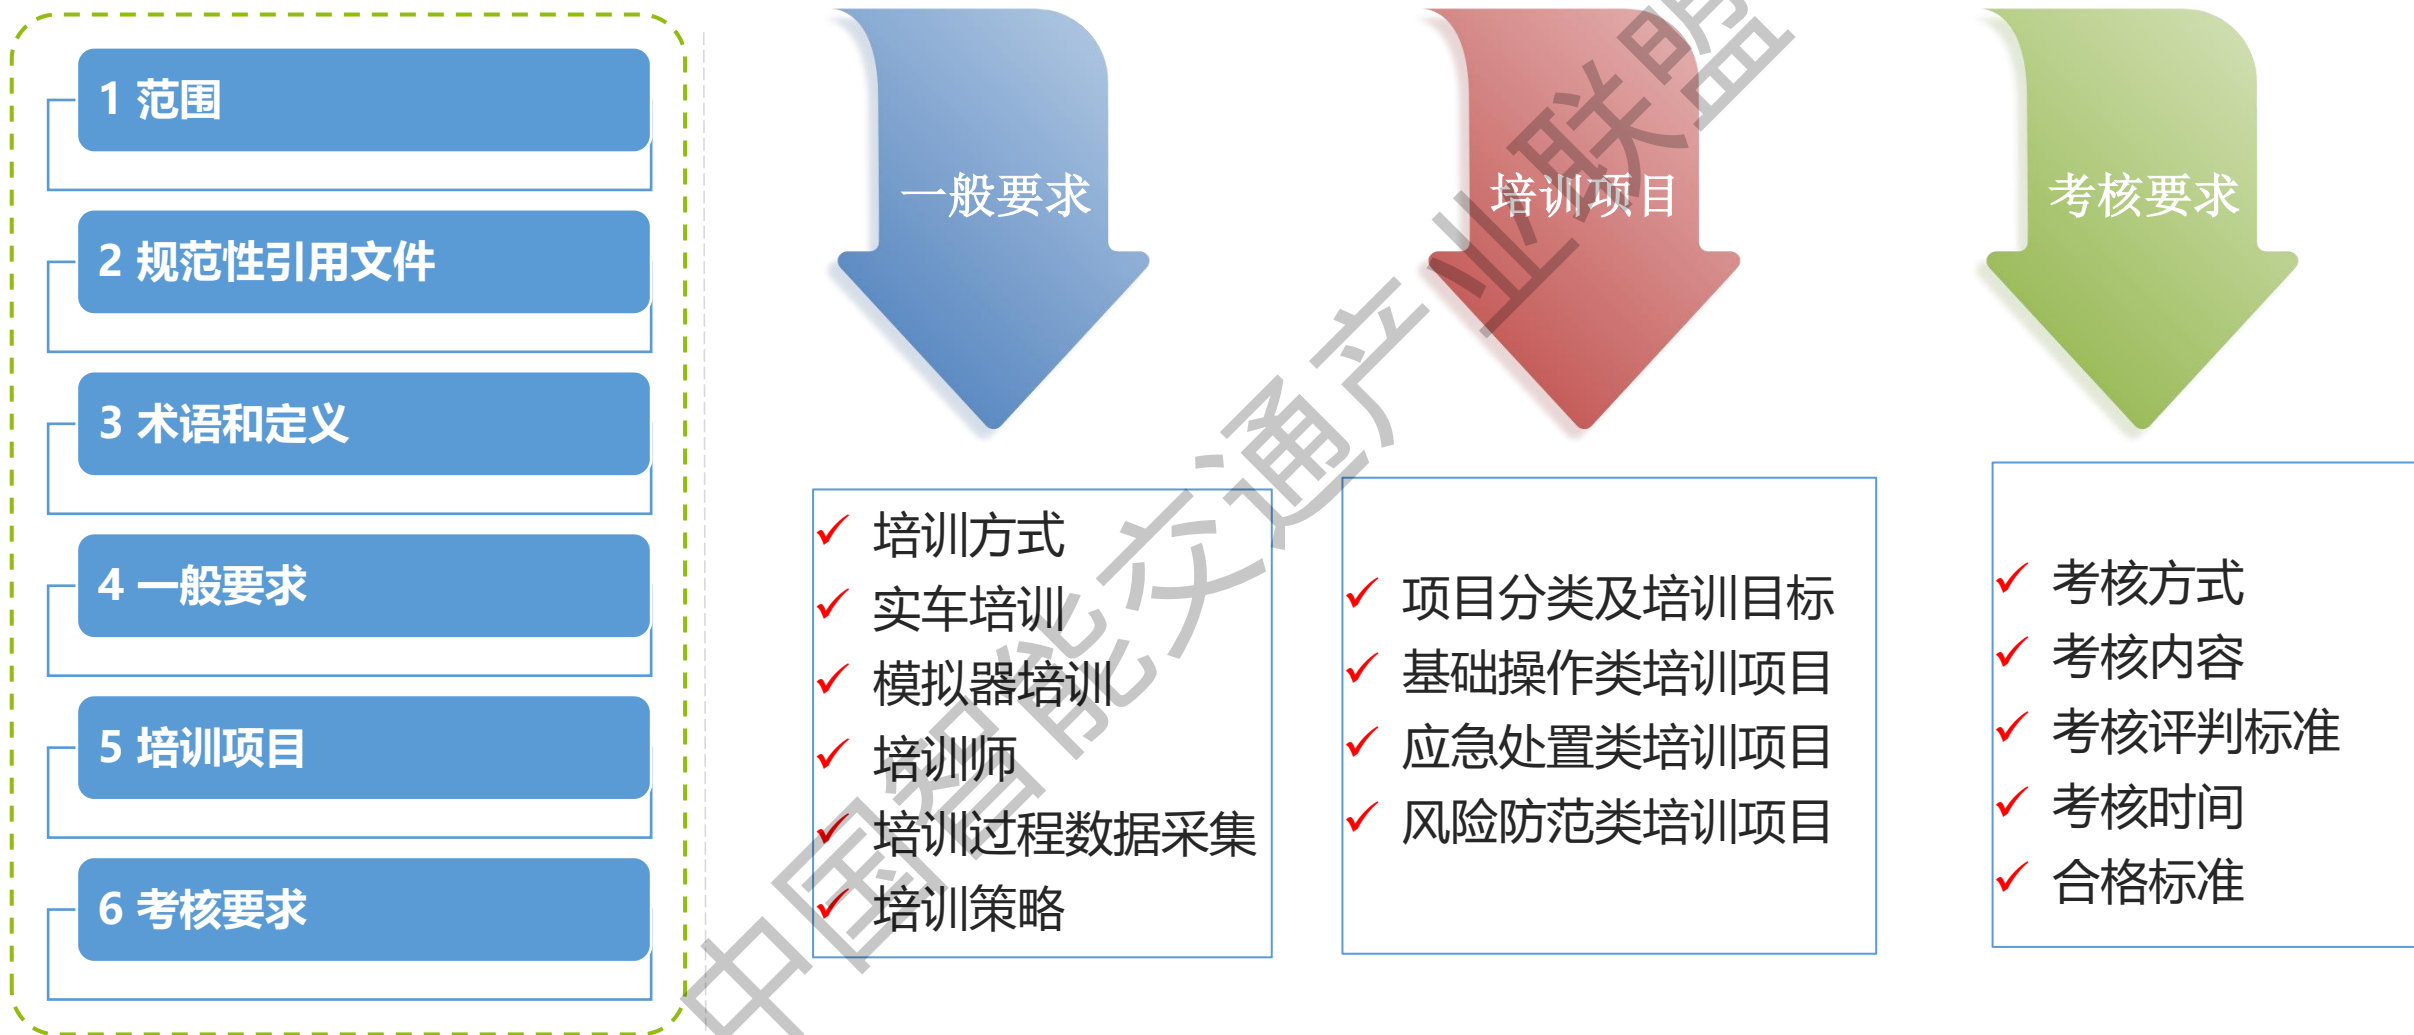 1 范围
2 规范性引用文件
3 术语和定义
4 一般要求
5 培训项目
6 考核要求
一般要求
培训方式
实车培训
模拟器培训
培训师
培训过程数据采集
培训策略
培训项目
项目分类及培训目标
基础操作类培训项目
应急处置类培训项目
风险防范类培训项目
考核要求
考核方式
考核内容
考核评判标准
考核时间
合格标准
中国智能交通产业联盟